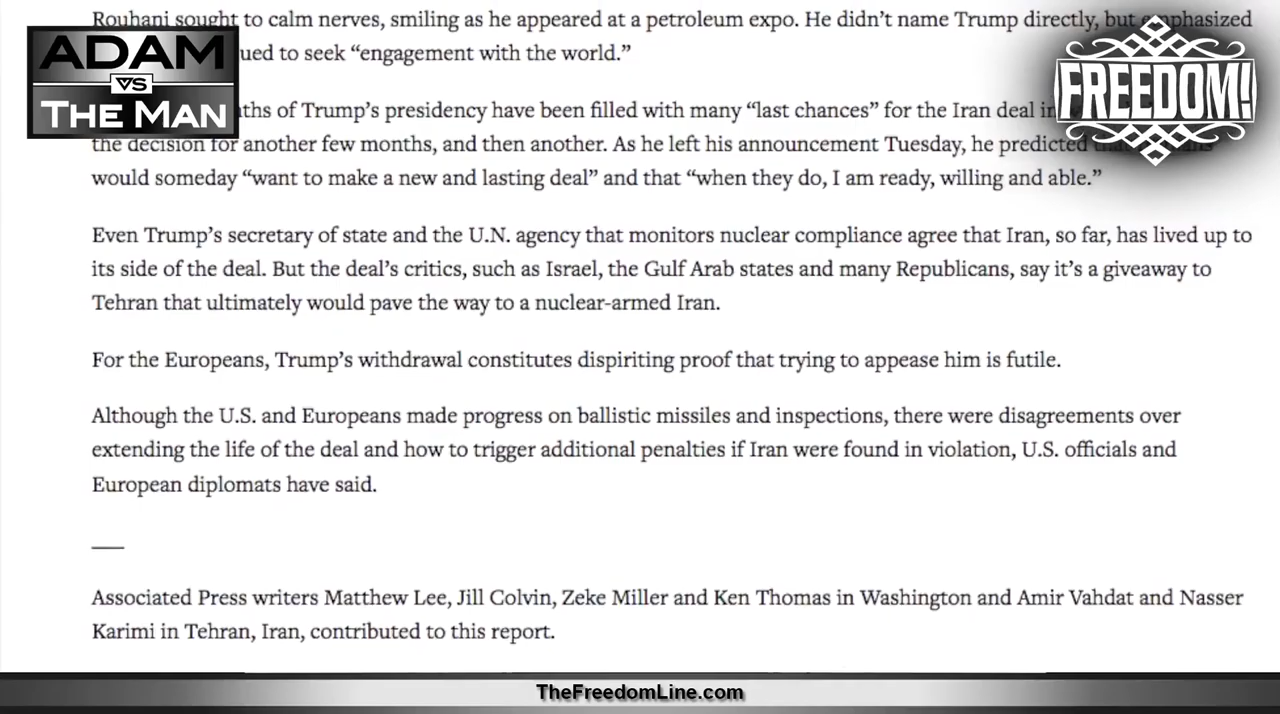 Rouhani sought to calm nerves, smiling as he appeared at a petroleum expo. He didn’t name Trump directly, but emphasized
ADAM
VS
THE MAN
FREEDOM!
ued to seek “engagement with the world.”
ths of Trump’s presidency have been filled with many “last chances” for the Iran deal in
the decision for another few months, and then another. As he left his announcement Tuesday, he predicted that
would someday “want to make a new and lasting deal” and that “when they do, I am ready, willing and able.”
Even Trump’s secretary of state and the U.N. agency that monitors nuclear compliance agree that Iran, so far, has lived up to
its side of the deal. But the deal’s critics, such as Israel, the Gulf Arab states and many Republicans, say it’s a giveaway to
Tehran that ultimately would pave the way to a nuclear-armed Iran.
For the Europeans, Trump’s withdrawal constitutes dispiriting proof that trying to appease him is futile.
Although the U.S. and Europeans made progress on ballistic missiles and inspections, there were disagreements over
extending the life of the deal and how to trigger additional penalties if Iran were found in violation, U.S. officials and
European diplomats have said.
Associated Press writers Matthew Lee, Jill Colvin, Zeke Miller and Ken Thomas in Washington and Amir Vahdat and Nasser
Karimi in Tehran, Iran, contributed to this report.
TheFreedomLine.com